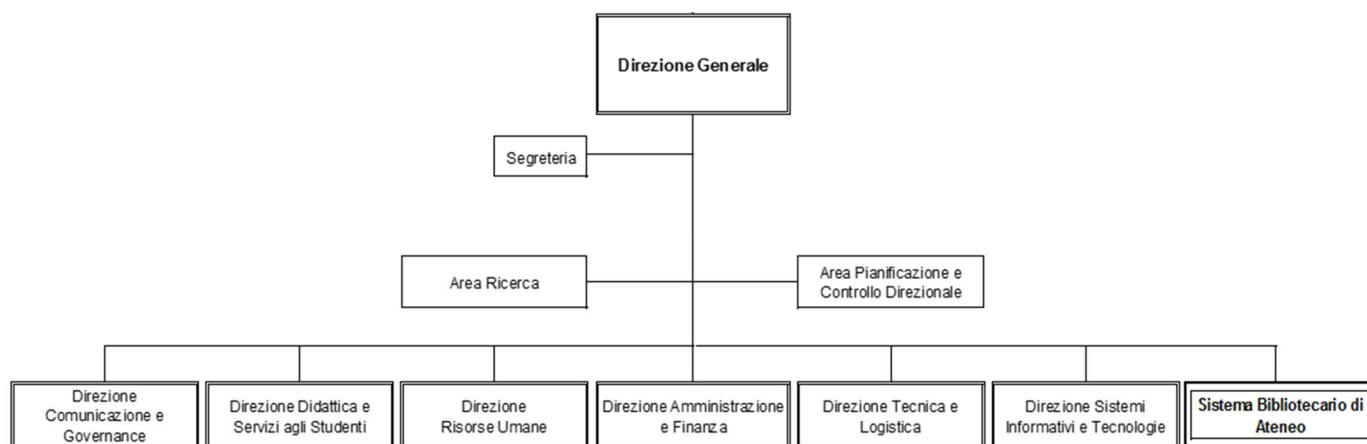 Direzione Generale
Segreteria
Area Ricerca
Area Pianificazione e
Controllo Direzionale
Direzione
Comunicazione e
Governance
Direzione Didattica e
Servizi agli Studenti
Direzione
Risorse Umane
Direzione Amministrazione
e Finanza
Direzione Tecnica e
Logistica
Direzione Sistemi
Informativi e Tecnologie
Sistema Bibliotecario di
Ateneo